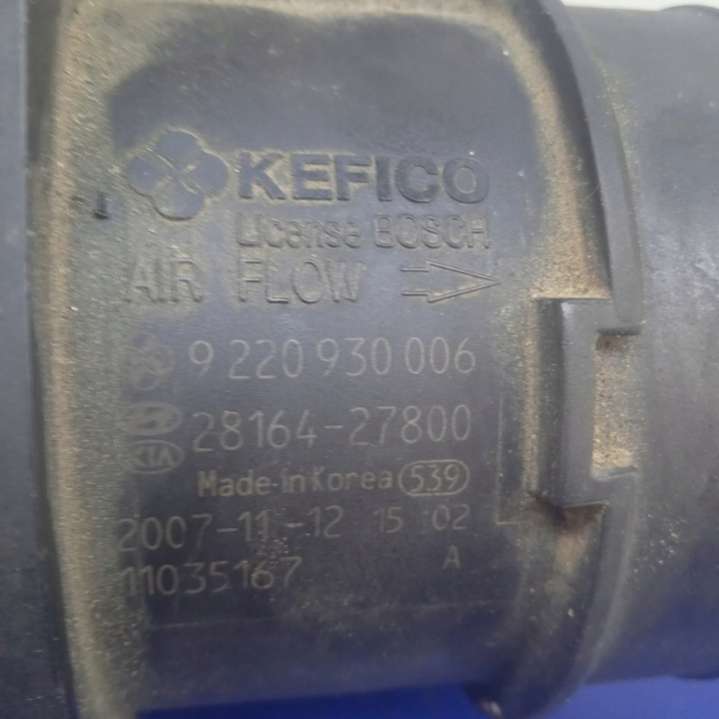 KEFICO
License BOSCH
AIR FLOW
9 220 930 006
28164-27800
KIA
Made in Korea 539
2007-11-12 15 02
11035167 A